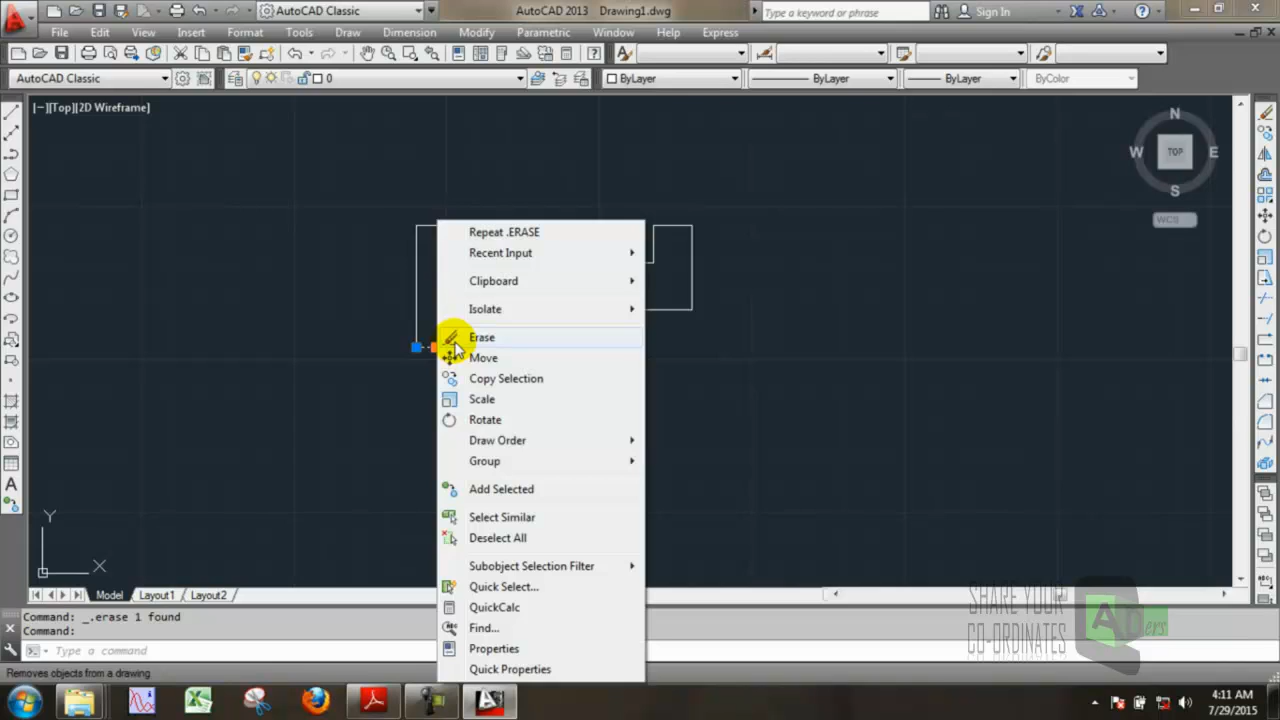 AutoCAD Classic
AutoCAD 2013 Drawing1.dwg
Type a keyword or phrase
Sign In
File Edit View Insert Format Tools Draw Dimension Modify Parametric Window Help Express
AutoCAD Classic
0
ByLayer
ByLayer
ByLayer
ByColor
[−][Top][2D Wireframe]
N
W
TOP
E
S
WCS
Repeat .ERASE
Recent Input
Clipboard
Isolate
Erase
Move
Copy Selection
Scale
Rotate
Draw Order
Group
Add Selected
Select Similar
Deselect All
Subobject Selection Filter
Quick Select...
QuickCalc
Find...
Properties
Quick Properties
A
Y
X
Model Layout1 Layout2
Command: _.erase 1 found
Command:
Type a command
Removes objects from a drawing
SHARE YOUR
CO-ORDINATES
ADers
4:11 AM
7/29/2015